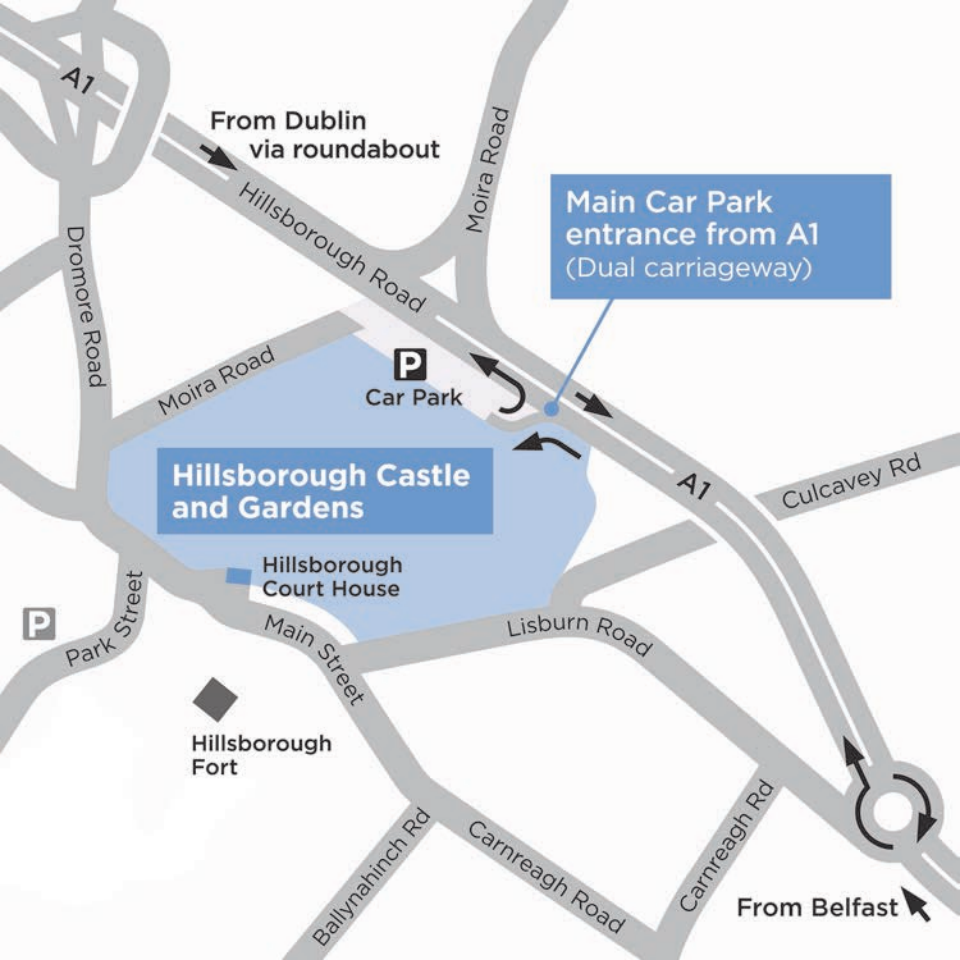 A1
From Dublin
via roundabout
Moira Road
Hillsborough Road
Main Car Park
entrance from A1
(Dual carriageway)
Dromore Road
Moira Road
P
Car Park
Hillsborough Castle
and Gardens
A1
Culcavey Rd
Hillsborough
Court House
P
Park Street
Main Street
Lisburn Road
Hillsborough
Fort
Ballynahinch Rd
Carnreagh Road
Carnreagh Rd
From Belfast